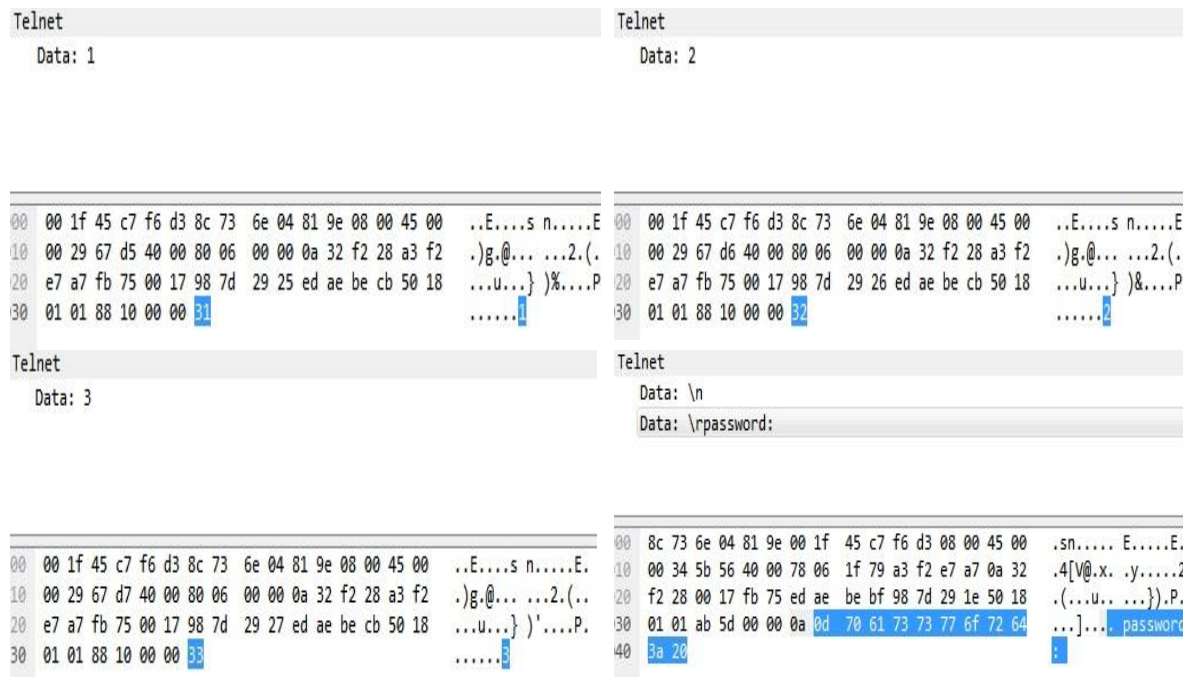 Telnet
Data: 1
00 00 1f 45 c7 f6 d3 8c 73 6e 04 81 9e 08 00 45 00 ..E....s n.....E
10 00 29 67 d5 40 00 80 06 00 00 0a 32 f2 28 a3 f2 .)g.@... ...2.(.
20 e7 a7 fb 75 00 17 98 7d 29 25 ed ae be cb 50 18 ...u...} )%....P
30 01 01 88 10 00 00 31 ......1
Telnet
Data: 2
00 00 1f 45 c7 f6 d3 8c 73 6e 04 81 9e 08 00 45 00 ..E....s n.....E
10 00 29 67 d6 40 00 80 06 00 00 0a 32 f2 28 a3 f2 .)g.@... ...2.(.
20 e7 a7 fb 75 00 17 98 7d 29 26 ed ae be cb 50 18 ...u...} )&....P
30 01 01 88 10 00 00 32 ......2
Telnet
Data: 3
00 00 1f 45 c7 f6 d3 8c 73 6e 04 81 9e 08 00 45 00 ..E....s n.....E.
10 00 29 67 d7 40 00 80 06 00 00 0a 32 f2 28 a3 f2 .)g.@... ...2.(..
20 e7 a7 fb 75 00 17 98 7d 29 27 ed ae be cb 50 18 ...u...} )'....P.
30 01 01 88 10 00 00 33 ......3
Telnet
Data: \n
Data: \rpassword:
00 8c 73 6e 04 81 9e 00 1f 45 c7 f6 d3 08 00 45 00 .sn..... E.....E.
10 00 34 5b 56 40 00 78 06 1f 79 a3 f2 e7 a7 0a 32 .4[V@.x. .y.....2
20 f2 28 00 17 fb 75 ed ae be bf 98 7d 29 1e 50 18 .(...u.. ...}).P.
30 01 01 ab 5d 00 00 0a 0d 70 61 73 73 77 6f 72 64 ...].... password
40 3a 20 :